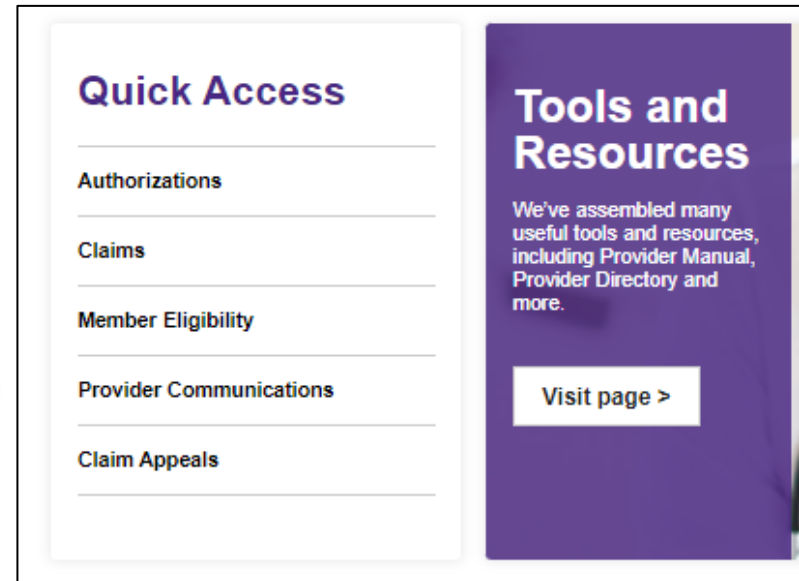 Quick Access
Authorizations
Claims
Member Eligibility
Provider Communications
Claim Appeals
Tools and
Resources
We've assembled many
useful tools and resources,
including Provider Manual,
Provider Directory and
more.
Visit page >